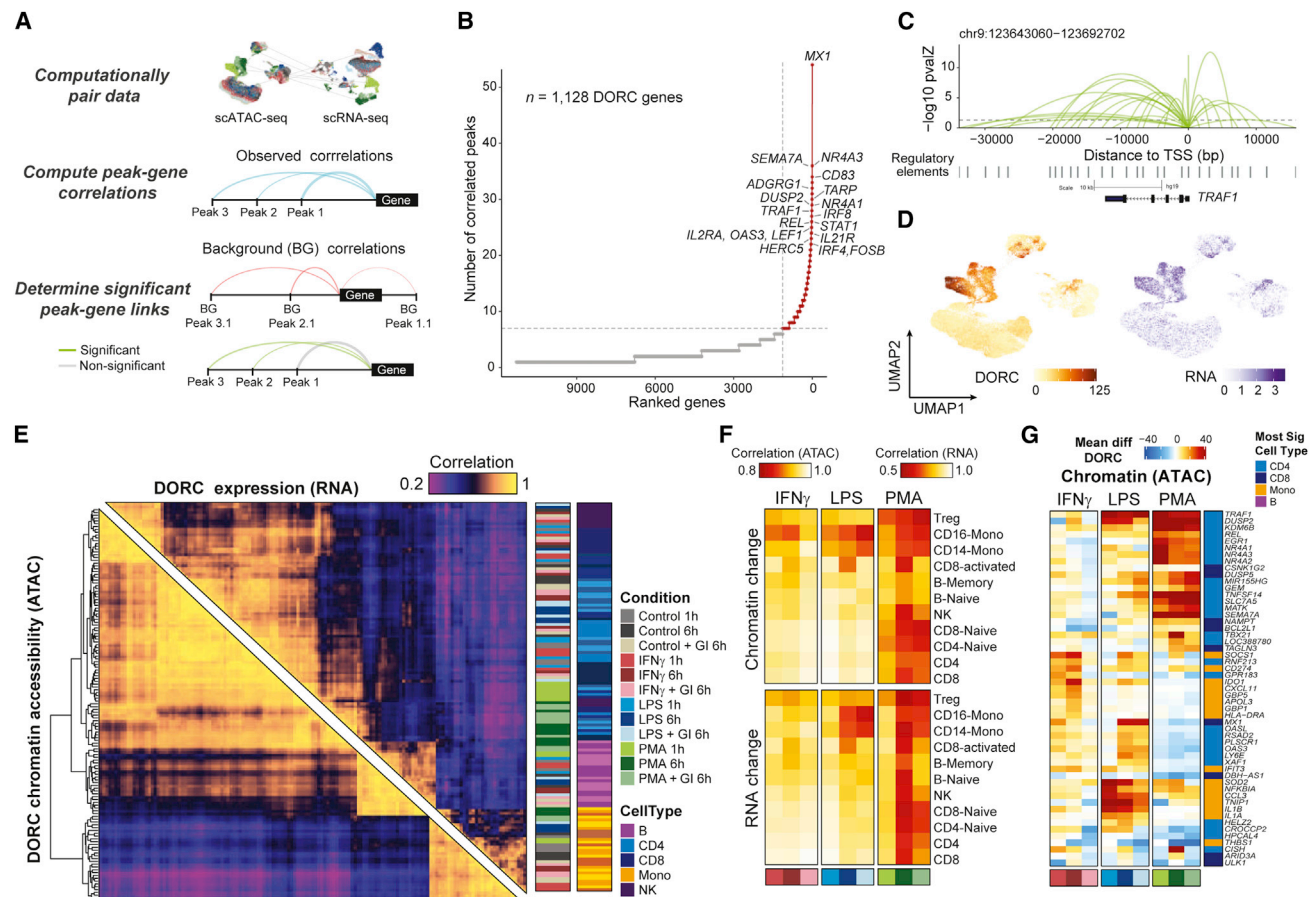 A
Computationally
pair data
scATAC-seq
scRNA-seq
Compute peak-gene
correlations
Observed corrrelations
Gene
Peak 3
Peak 2
Peak 1
Background (BG) correlations
Determine significant
peak-gene links
Gene
BG
Peak 3.1
BG
Peak 2.1
BG
Peak 1.1
Significant
Non-significant
Gene
Peak 3
Peak 2
Peak 1
B
Number of correlated peaks
50
40
30
20
10
0
n = 1,128 DORC genes
MX1
SEMA7A
NR4A3
CD83
ADGRG1
TARP
DUSP2
NR4A1
TRAF1
IRF8
REL
STAT1
IL2RA, OAS3, LEF1
IL21R
HERC5
IRF4,FOSB
9000
6000
3000
0
Ranked genes
C
chr9:123643060−123692702
−log10 pvalZ
10
5
0
−30000
−20000
−10000
0
10000
Distance to TSS (bp)
Regulatory
elements
Scale
10 kb
hg19
TRAF1
D
UMAP2
UMAP1
DORC
0
125
RNA
0 1 2 3
E
DORC expression (RNA)
Correlation
0.2
1
DORC chromatin accessibility (ATAC)
Condition
Control 1h
Control 6h
Control + GI 6h
IFNγ 1h
IFNγ 6h
IFNγ + GI 6h
LPS 1h
LPS 6h
LPS + GI 6h
PMA 1h
PMA 6h
PMA + GI 6h
CellType
B
CD4
CD8
Mono
NK
F
Correlation (ATAC)
0.8
1.0
Correlation (RNA)
0.5
1.0
IFNγ
LPS
PMA
Chromatin change
Treg
CD16-Mono
CD14-Mono
CD8-activated
B-Memory
B-Naive
NK
CD8-Naive
CD4-Naive
CD4
CD8
RNA change
Treg
CD16-Mono
CD14-Mono
CD8-activated
B-Memory
B-Naive
NK
CD8-Naive
CD4-Naive
CD4
CD8
G
Mean diff
DORC
−40
0
40
Most Sig
Cell Type
CD4
CD8
Mono
B
Chromatin (ATAC)
IFNγ
LPS
PMA
TRAF1
DUSP2
KDM6B
REL
EGR1
NR4A1
NR4A3
NR4A2
CSNK1G2
DUSP5
MIR155HG
GEM
TNFSF14
SLC7A5
MATK
SEMA7A
NAMPT
BCL2L1
TBX21
LOC388780
TAGLN3
SOCS1
RNF213
CD274
GPR183
IDO1
CXCL11
GBP5
APOL3
GBP1
HLA−DRA
MX1
OASL
RSAD2
PLSCR1
OAS3
LY6E
XAF1
IFIT3
DBH−AS1
SOD2
NFKBIA
CCL3
TNIP1
IL1B
IL1A
HELZ2
CROCCP2
HPCAL4
THBS1
CISH
ARID3A
ULK1